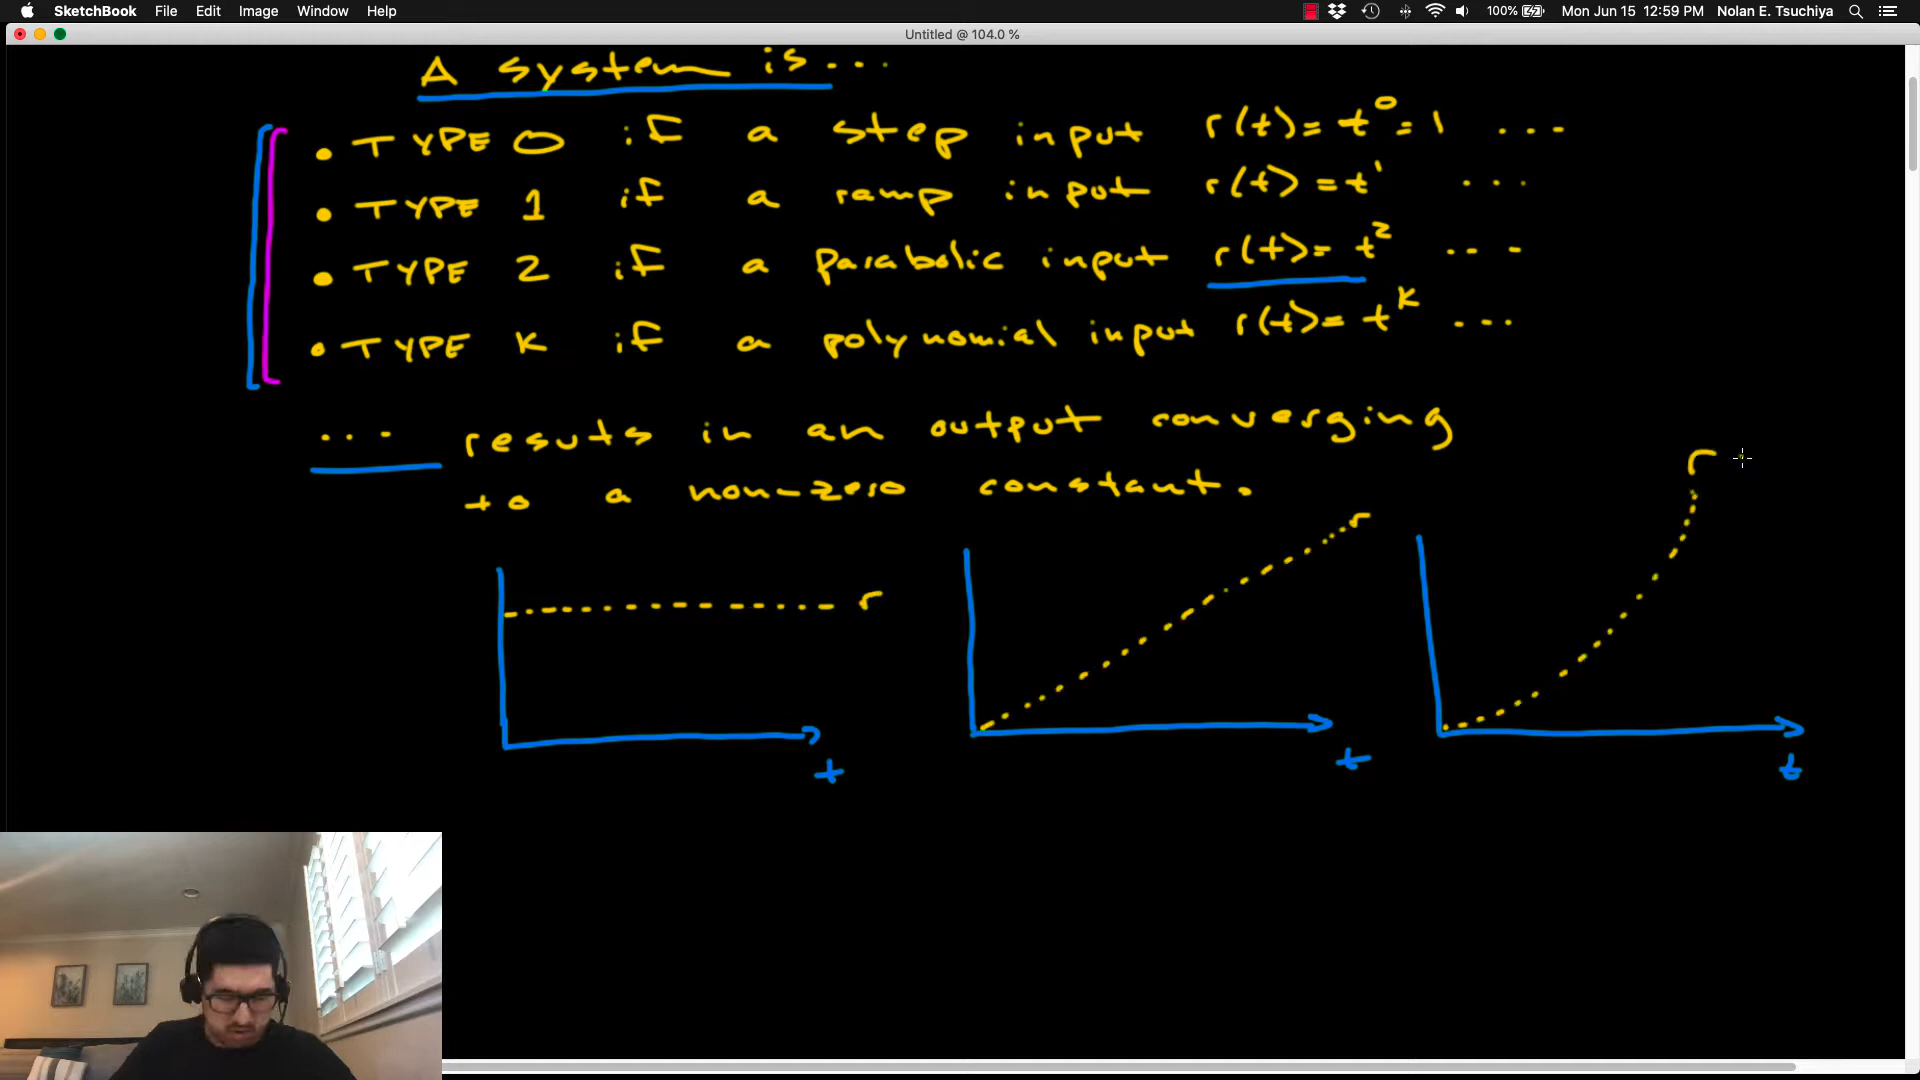 SketchBook File Edit Image Window Help 100% Mon Jun 15 12:59 PM Nolan E. Tsuchiya
Untitled @ 104.0 %
A system is...
• TYPE 0 if a step input r(t)= t⁰=1 ...
• TYPE 1 if a ramp input r(t)=t¹ ...
• TYPE 2 if a parabolic input r(t)= t² ...
• TYPE K if a polynomial input r(t)= tᴷ ...
... resuts in an output converging
to a non-zero constant.
r
r
r
t
t
t